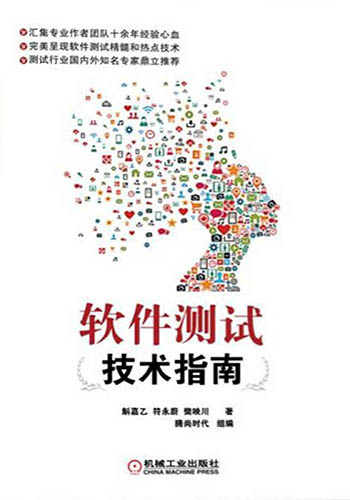 汇集专业作者团队十余年经验心血
完美呈现软件测试精髓和热点技术
测试行业国内外知名专家鼎立推荐
软件测试
技术指南
斛嘉乙 符永蔚 樊映川 著
腾尚时代 组编
机械工业出版社
CHINA MACHINE PRESS